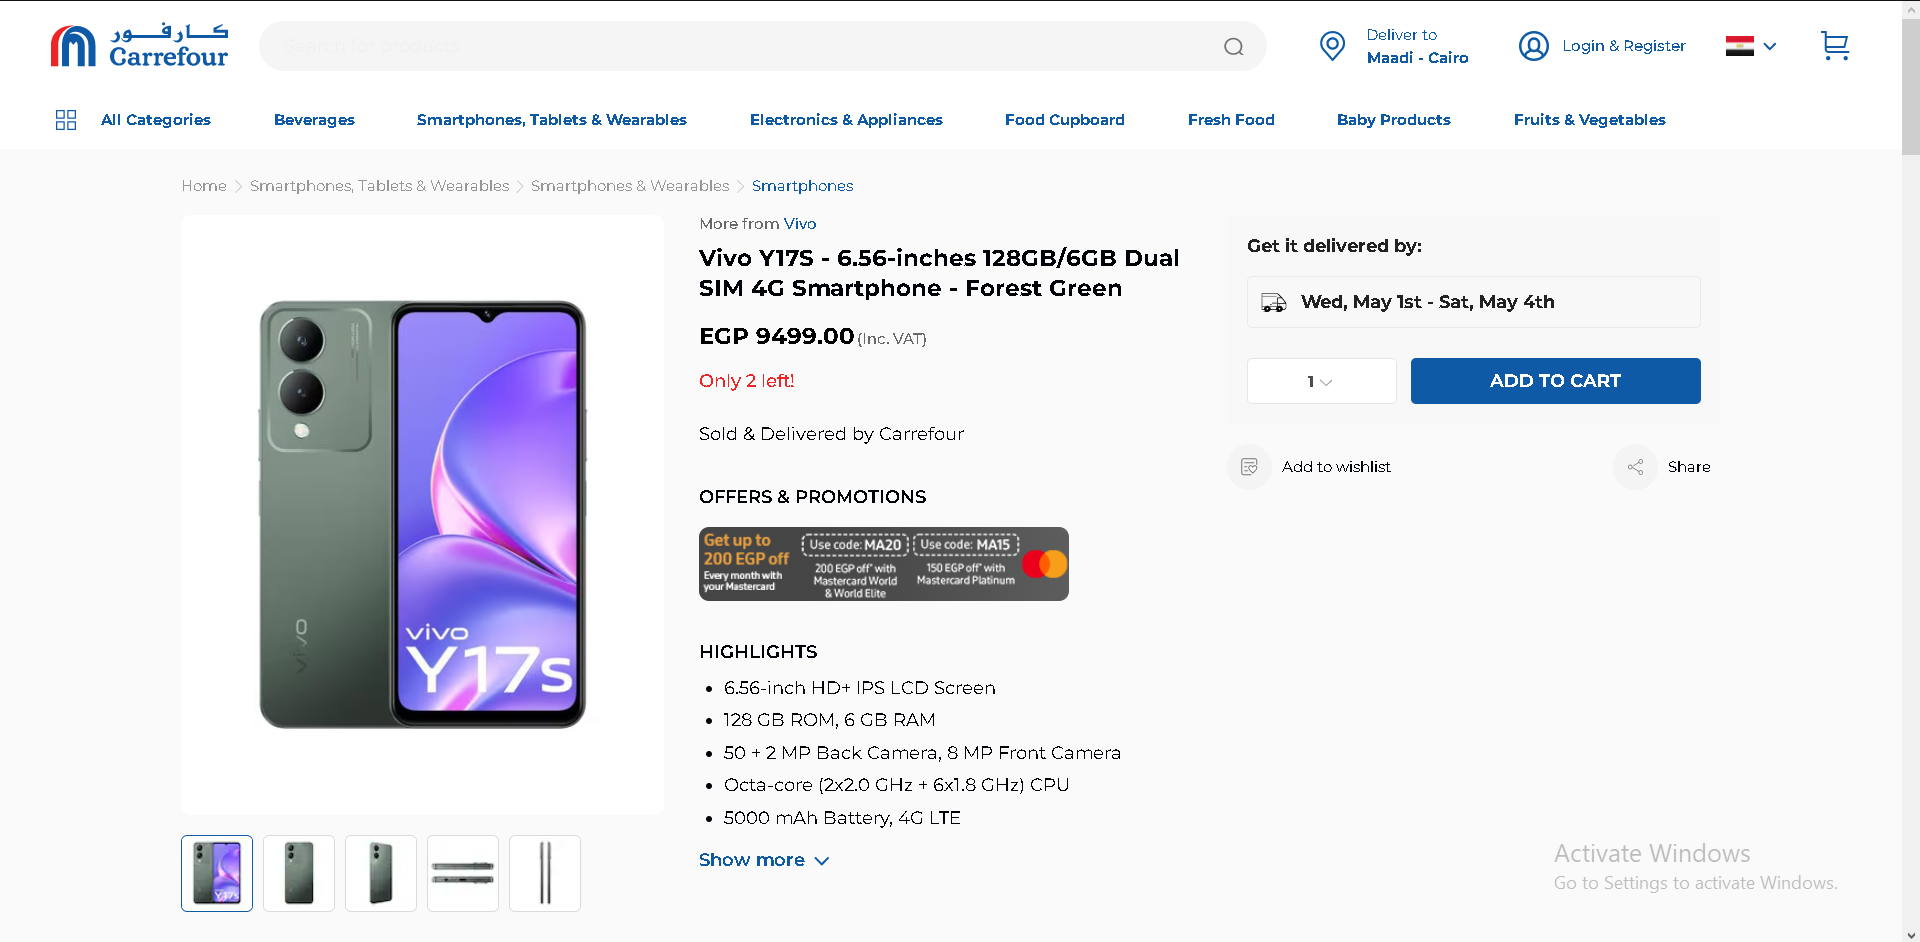 كارفور
Carrefour
Search for products
Deliver to
Maadi - Cairo
Login & Register
All Categories
Beverages
Smartphones, Tablets & Wearables
Electronics & Appliances
Food Cupboard
Fresh Food
Baby Products
Fruits & Vegetables
Home
Smartphones, Tablets & Wearables
Smartphones & Wearables
Smartphones
vivo
vivo
Y17s
Y17s
More from Vivo
Vivo Y17S - 6.56-inches 128GB/6GB Dual
SIM 4G Smartphone - Forest Green
EGP 9499.00 (Inc. VAT)
Only 2 left!
Sold & Delivered by Carrefour
OFFERS & PROMOTIONS
Get up to
200 EGP off
Every month with
your Mastercard
Use code: MA20
200 EGP off* with
Mastercard World
& World Elite
Use code: MA15
150 EGP off* with
Mastercard Platinum
HIGHLIGHTS
• 6.56-inch HD+ IPS LCD Screen
• 128 GB ROM, 6 GB RAM
• 50 + 2 MP Back Camera, 8 MP Front Camera
• Octa-core (2x2.0 GHz + 6x1.8 GHz) CPU
• 5000 mAh Battery, 4G LTE
Show more
Get it delivered by:
Wed, May 1st - Sat, May 4th
1
ADD TO CART
Add to wishlist
Share
Activate Windows
Go to Settings to activate Windows.